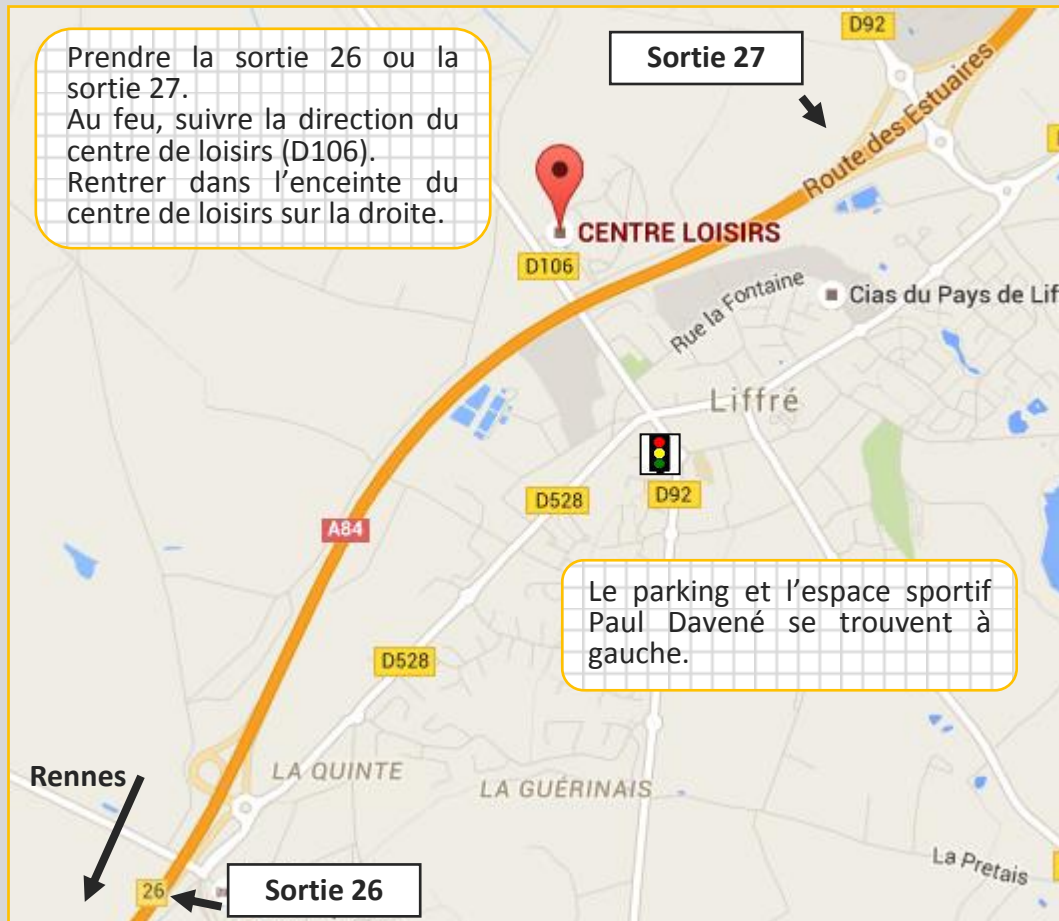 Prendre la sortie 26 ou la
sortie 27.
Au feu, suivre la direction du
centre de loisirs (D106).
Rentrer dans l’enceinte du
centre de loisirs sur la droite.
D92
Sortie 27
Route des Estuaires
CENTRE LOISIRS
D106
Rue la Fontaine
Cias du Pays de Lif
Liffré
D528
D92
A84
Le parking et l’espace sportif
Paul Davené se trouvent à
gauche.
D528
LA QUINTE
Rennes
LA GUÉRINAIS
La Pretais
26
Sortie 26